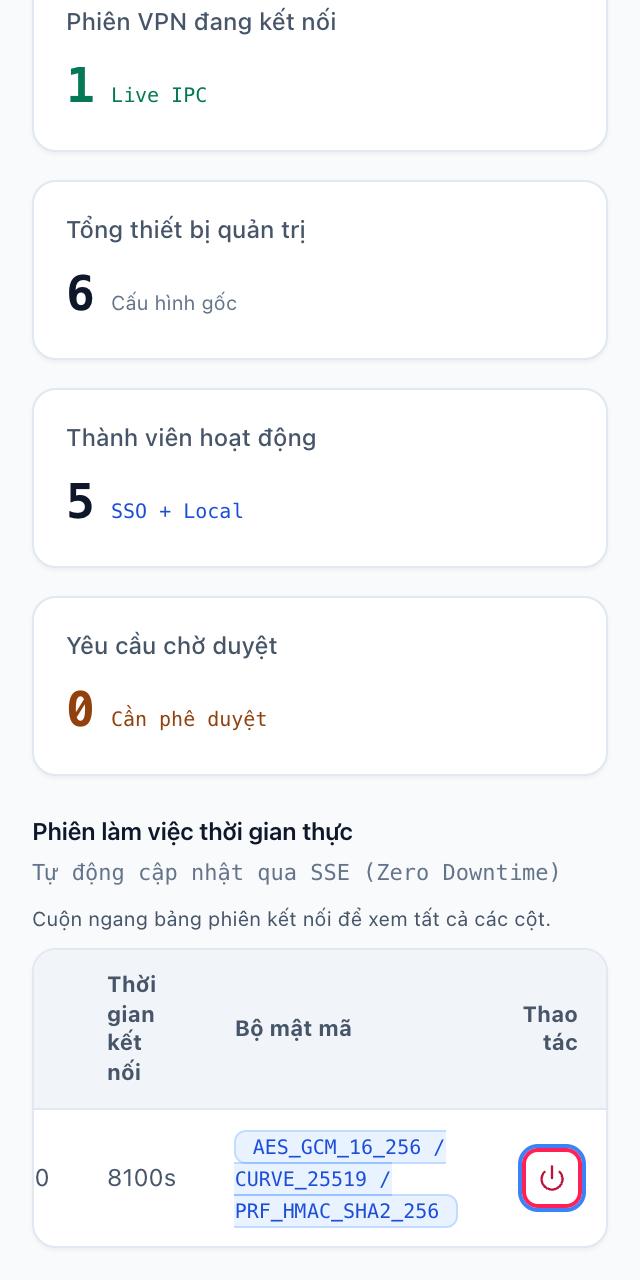 Phiên VPN đang kết nối
1 Live IPC
Tổng thiết bị quản trị
6 Cấu hình gốc
Thành viên hoạt động
5 SSO + Local
Yêu cầu chờ duyệt
0 Cần phê duyệt
Phiên làm việc thời gian thực
Tự động cập nhật qua SSE (Zero Downtime)
Cuộn ngang bảng phiên kết nối để xem tất cả các cột.
Thời
gian
kết
nối
Bộ mật mã
Thao
tác
0
8100s
AES_GCM_16_256 /
CURVE_25519 /
PRF_HMAC_SHA2_256